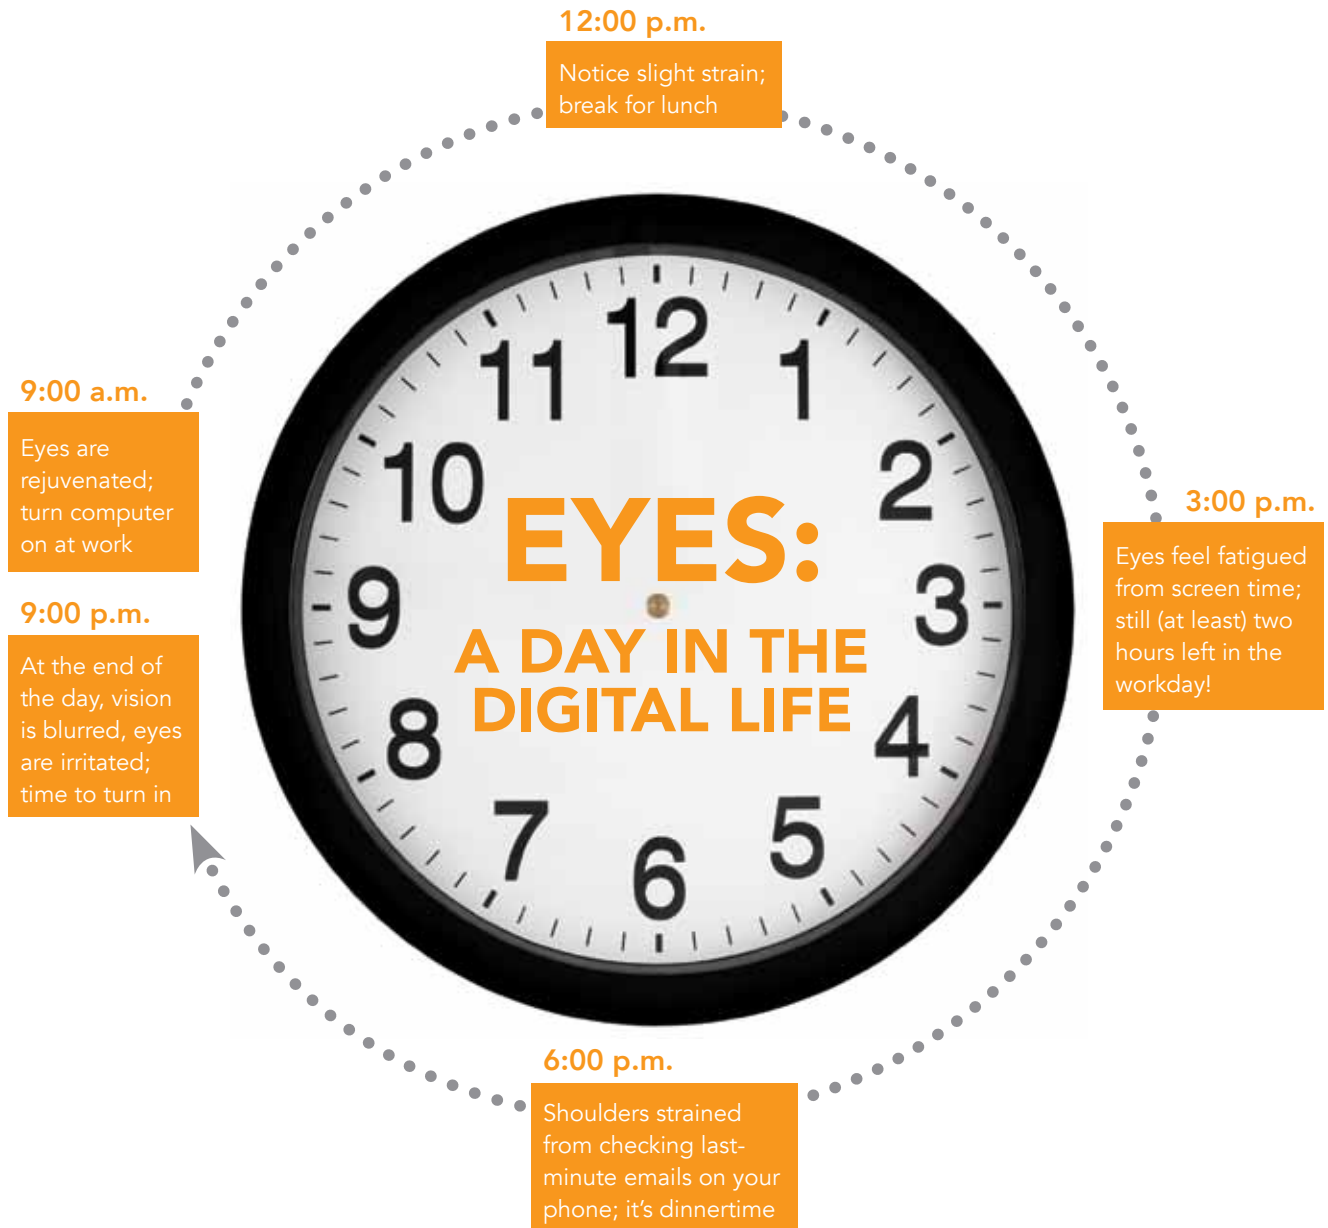 12:00 p.m.
Notice slight strain;
break for lunch
9:00 a.m.
Eyes are
rejuvenated;
turn computer
on at work
3:00 p.m.
Eyes feel fatigued
from screen time;
still (at least) two
hours left in the
workday!
9:00 p.m.
At the end of
the day, vision
is blurred, eyes
are irritated;
time to turn in
6:00 p.m.
Shoulders strained
from checking last-
minute emails on your
phone; it's dinnertime
EYES:
A DAY IN THE
DIGITAL LIFE
12
1
2
3
4
5
6
7
8
9
10
11